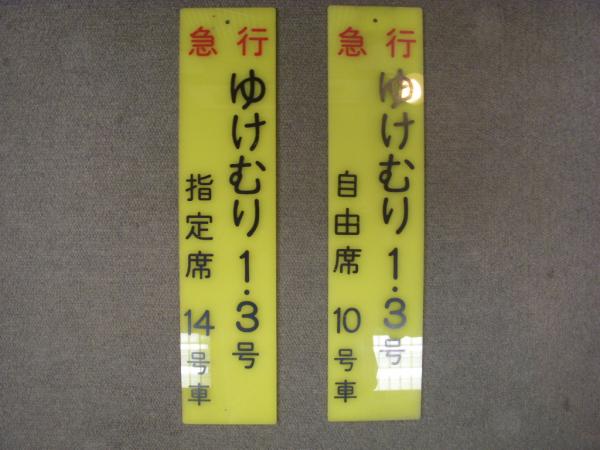 急行
ゆけむり 1・3号
指定席 14号車
急行
ゆけむり 1・3号
自由席 10号車